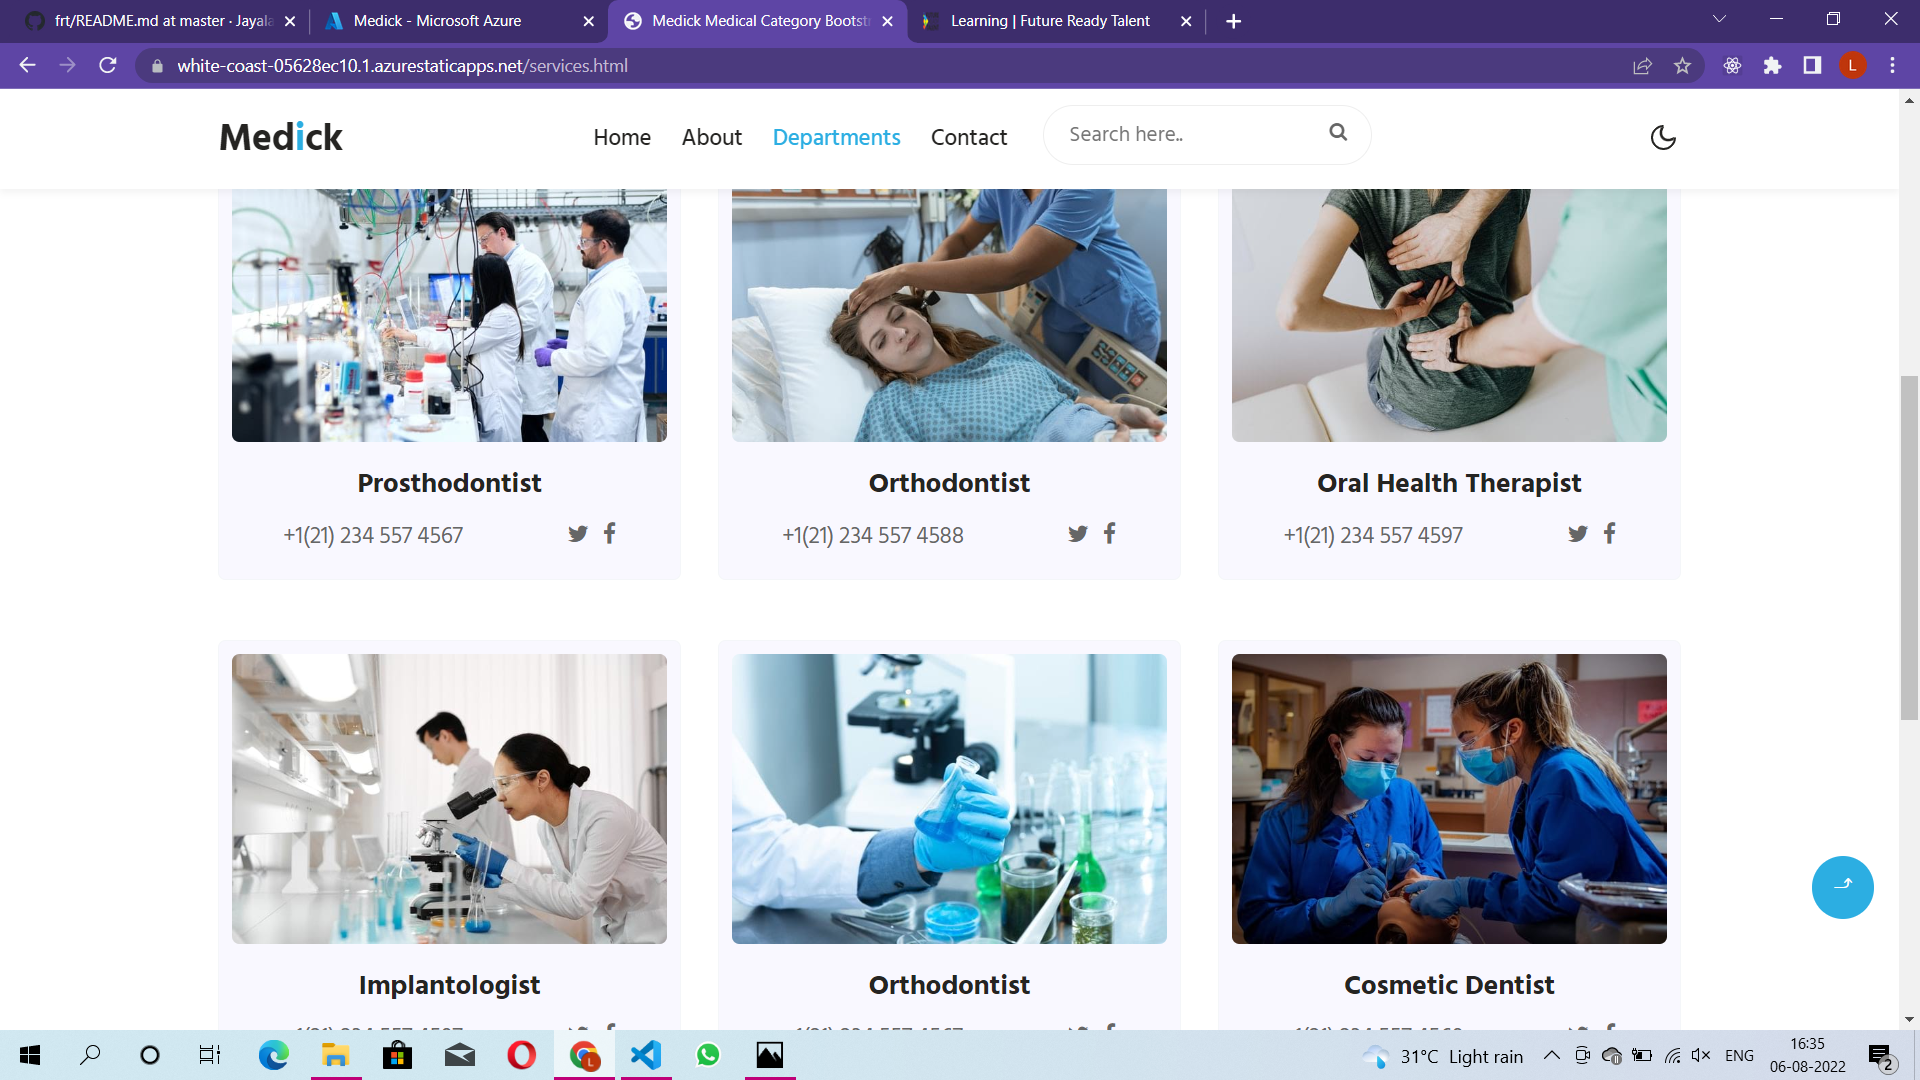 frt/README.md at master · Jayala
Medick - Microsoft Azure
Medick Medical Category Bootst
Learning | Future Ready Talent
white-coast-05628ec10.1.azurestaticapps.net/services.html
L
Medick
Home
About
Departments
Contact
Search here..
Prosthodontist
Orthodontist
Oral Health Therapist
+1(21) 234 557 4567
+1(21) 234 557 4588
+1(21) 234 557 4597
Implantologist
Orthodontist
Cosmetic Dentist
L
31°C Light rain
ENG
16:35
06-08-2022
2